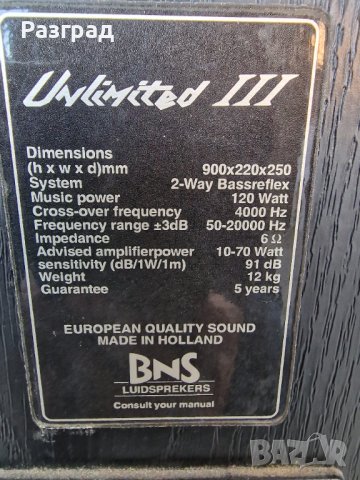 Разград
Unlimited III
Dimensions
(h x w x d)mm 900x220x250
System 2-Way Bassreflex
Music power 120 Watt
Cross-over frequency 4000 Hz
Frequency range ±3dB 50-20000 Hz
Impedance 6 Ω
Advised amplifierpower 10-70 Watt
sensitivity (dB/1W/1m) 91 dB
Weight 12 kg
Guarantee 5 years
EUROPEAN QUALITY SOUND
MADE IN HOLLAND
BNS
LUIDSPREKERS
Consult your manual
BAZAR